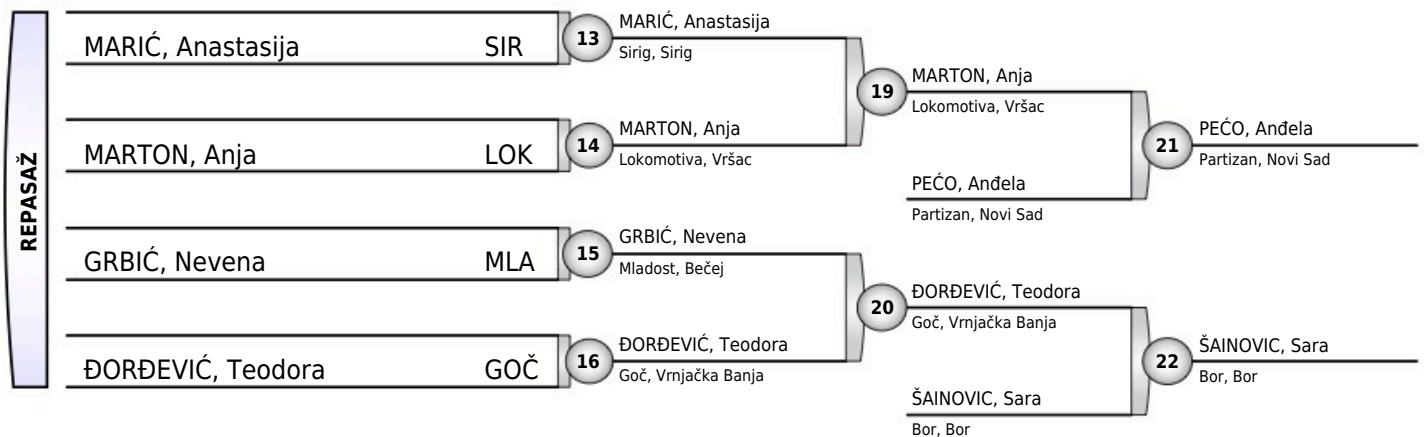 REPASAŽ
MARIĆ, Anastasija SIR
13
MARIĆ, Anastasija
Sirig, Sirig
MARTON, Anja LOK
14
MARTON, Anja
Lokomotiva, Vršac
GRBIĆ, Nevena MLA
15
GRBIĆ, Nevena
Mladost, Bečej
ĐORĐEVIĆ, Teodora GOČ
16
ĐORĐEVIĆ, Teodora
Goč, Vrnjačka Banja
19
MARTON, Anja
Lokomotiva, Vršac
PEĆO, Anđela
Partizan, Novi Sad
20
ĐORĐEVIĆ, Teodora
Goč, Vrnjačka Banja
ŠAINOVIC, Sara
Bor, Bor
21
PEĆO, Anđela
Partizan, Novi Sad
22
ŠAINOVIC, Sara
Bor, Bor